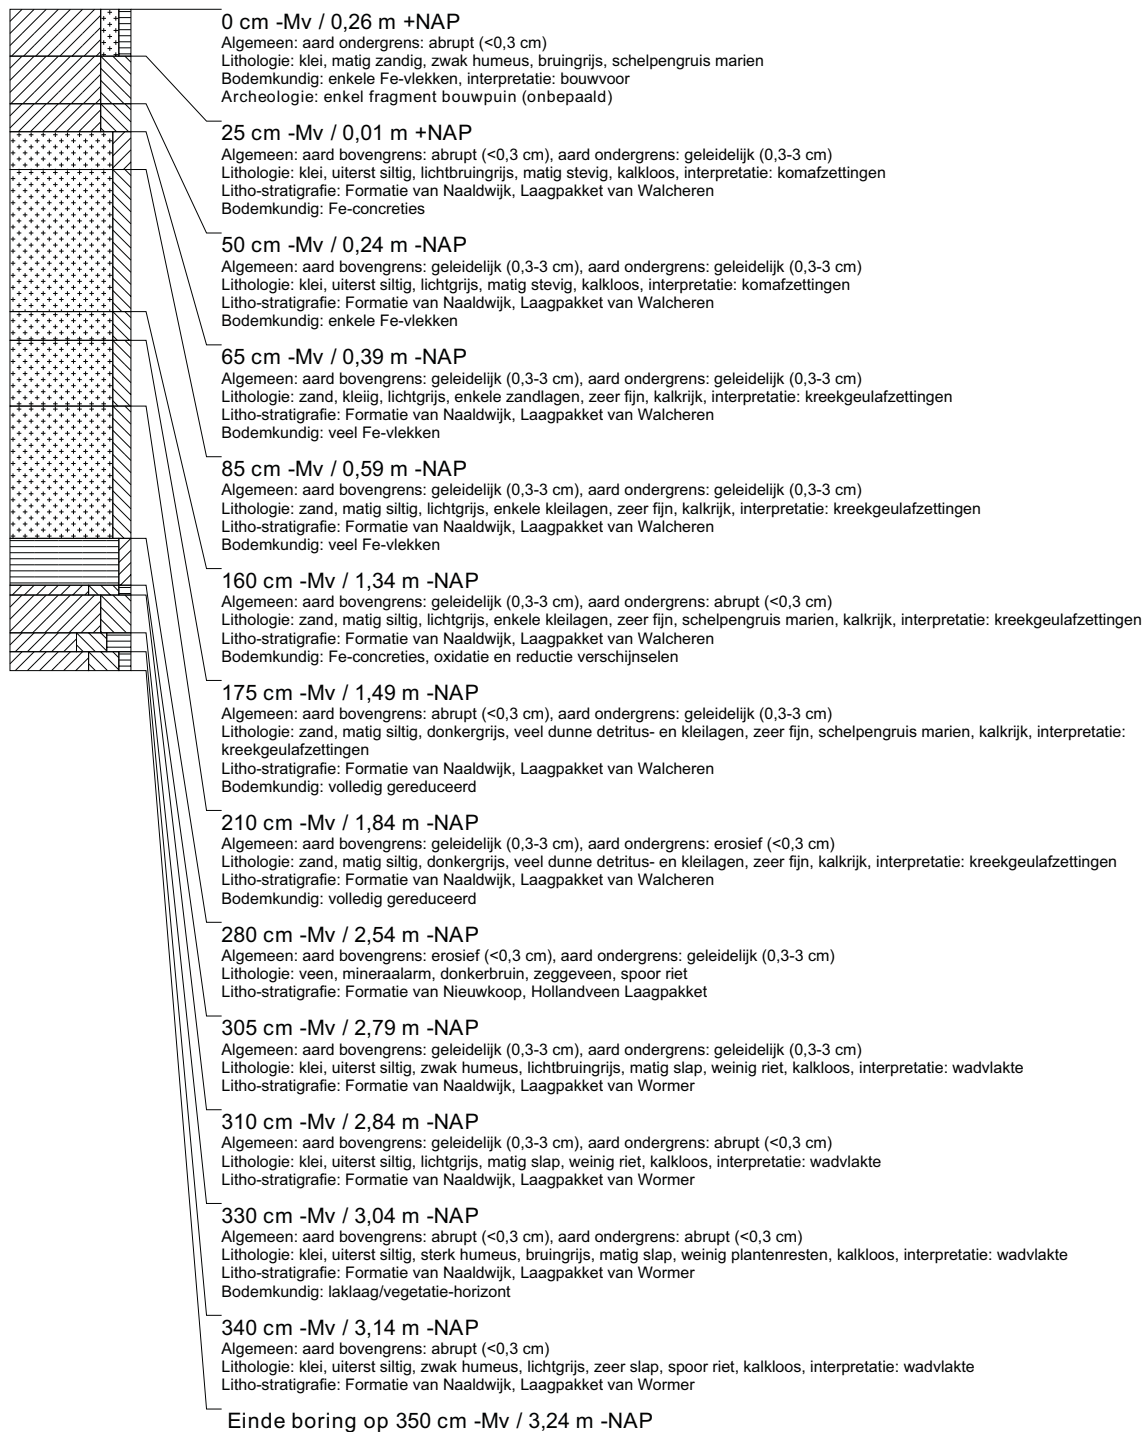 0 cm -Mv / 0,26 m +NAP
Algemeen: aard ondergrens: abrupt (<0,3 cm)
Lithologie: klei, matig zandig, zwak humeus, bruingrijs, schelpengruis marien
Bodemkundig: enkele Fe-vlekken, interpretatie: bouwvoor
Archeologie: enkel fragment bouwpuin (onbepaald)
25 cm -Mv / 0,01 m +NAP
Algemeen: aard bovengrens: abrupt (<0,3 cm), aard ondergrens: geleidelijk (0,3-3 cm)
Lithologie: klei, uiterst siltig, lichtbruingrijs, matig stevig, kalkloos, interpretatie: komafzettingen
Litho-stratigrafie: Formatie van Naaldwijk, Laagpakket van Walcheren
Bodemkundig: Fe-concreties
50 cm -Mv / 0,24 m -NAP
Algemeen: aard bovengrens: geleidelijk (0,3-3 cm), aard ondergrens: geleidelijk (0,3-3 cm)
Lithologie: klei, uiterst siltig, lichtgrijs, matig stevig, kalkloos, interpretatie: komafzettingen
Litho-stratigrafie: Formatie van Naaldwijk, Laagpakket van Walcheren
Bodemkundig: enkele Fe-vlekken
65 cm -Mv / 0,39 m -NAP
Algemeen: aard bovengrens: geleidelijk (0,3-3 cm), aard ondergrens: geleidelijk (0,3-3 cm)
Lithologie: zand, kleiig, lichtgrijs, enkele zandlagen, zeer fijn, kalkrijk, interpretatie: kreekgeulafzettingen
Litho-stratigrafie: Formatie van Naaldwijk, Laagpakket van Walcheren
Bodemkundig: veel Fe-vlekken
85 cm -Mv / 0,59 m -NAP
Algemeen: aard bovengrens: geleidelijk (0,3-3 cm), aard ondergrens: geleidelijk (0,3-3 cm)
Lithologie: zand, matig siltig, lichtgrijs, enkele kleilagen, zeer fijn, kalkrijk, interpretatie: kreekgeulafzettingen
Litho-stratigrafie: Formatie van Naaldwijk, Laagpakket van Walcheren
Bodemkundig: veel Fe-vlekken
160 cm -Mv / 1,34 m -NAP
Algemeen: aard bovengrens: geleidelijk (0,3-3 cm), aard ondergrens: abrupt (<0,3 cm)
Lithologie: zand, matig siltig, lichtgrijs, enkele kleilagen, zeer fijn, schelpengruis marien, kalkrijk, interpretatie: kreekgeulafzettingen
Litho-stratigrafie: Formatie van Naaldwijk, Laagpakket van Walcheren
Bodemkundig: Fe-concreties, oxidatie en reductie verschijnselen
175 cm -Mv / 1,49 m -NAP
Algemeen: aard bovengrens: abrupt (<0,3 cm), aard ondergrens: geleidelijk (0,3-3 cm)
Lithologie: zand, matig siltig, donkergrijs, veel dunne detritus- en kleilagen, zeer fijn, schelpengruis marien, kalkrijk, interpretatie:
kreekgeulafzettingen
Litho-stratigrafie: Formatie van Naaldwijk, Laagpakket van Walcheren
Bodemkundig: volledig gereduceerd
210 cm -Mv / 1,84 m -NAP
Algemeen: aard bovengrens: geleidelijk (0,3-3 cm), aard ondergrens: erosief (<0,3 cm)
Lithologie: zand, matig siltig, donkergrijs, veel dunne detritus- en kleilagen, zeer fijn, kalkrijk, interpretatie: kreekgeulafzettingen
Litho-stratigrafie: Formatie van Naaldwijk, Laagpakket van Walcheren
Bodemkundig: volledig gereduceerd
280 cm -Mv / 2,54 m -NAP
Algemeen: aard bovengrens: erosief (<0,3 cm), aard ondergrens: geleidelijk (0,3-3 cm)
Lithologie: veen, mineraalarm, donkerbruin, zeggeveen, spoor riet
Litho-stratigrafie: Formatie van Nieuwkoop, Hollandveen Laagpakket
305 cm -Mv / 2,79 m -NAP
Algemeen: aard bovengrens: geleidelijk (0,3-3 cm), aard ondergrens: geleidelijk (0,3-3 cm)
Lithologie: klei, uiterst siltig, zwak humeus, lichtbruingrijs, matig slap, weinig riet, kalkloos, interpretatie: wadvlakte
Litho-stratigrafie: Formatie van Naaldwijk, Laagpakket van Wormer
310 cm -Mv / 2,84 m -NAP
Algemeen: aard bovengrens: geleidelijk (0,3-3 cm), aard ondergrens: abrupt (<0,3 cm)
Lithologie: klei, uiterst siltig, lichtgrijs, matig slap, weinig riet, kalkloos, interpretatie: wadvlakte
Litho-stratigrafie: Formatie van Naaldwijk, Laagpakket van Wormer
330 cm -Mv / 3,04 m -NAP
Algemeen: aard bovengrens: abrupt (<0,3 cm), aard ondergrens: abrupt (<0,3 cm)
Lithologie: klei, uiterst siltig, sterk humeus, bruingrijs, matig slap, weinig plantenresten, kalkloos, interpretatie: wadvlakte
Litho-stratigrafie: Formatie van Naaldwijk, Laagpakket van Wormer
Bodemkundig: laklaag/vegetatie-horizont
340 cm -Mv / 3,14 m -NAP
Algemeen: aard bovengrens: abrupt (<0,3 cm)
Lithologie: klei, uiterst siltig, zwak humeus, lichtgrijs, zeer slap, spoor riet, kalkloos, interpretatie: wadvlakte
Litho-stratigrafie: Formatie van Naaldwijk, Laagpakket van Wormer
Einde boring op 350 cm -Mv / 3,24 m -NAP